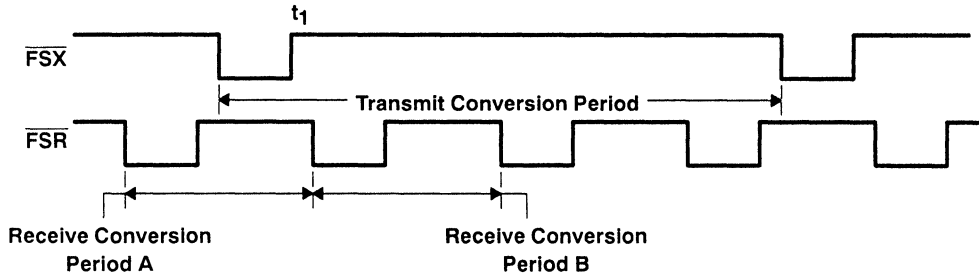 t1
FSX
Transmit Conversion Period
FSR
Receive Conversion
Period A
Receive Conversion
Period B